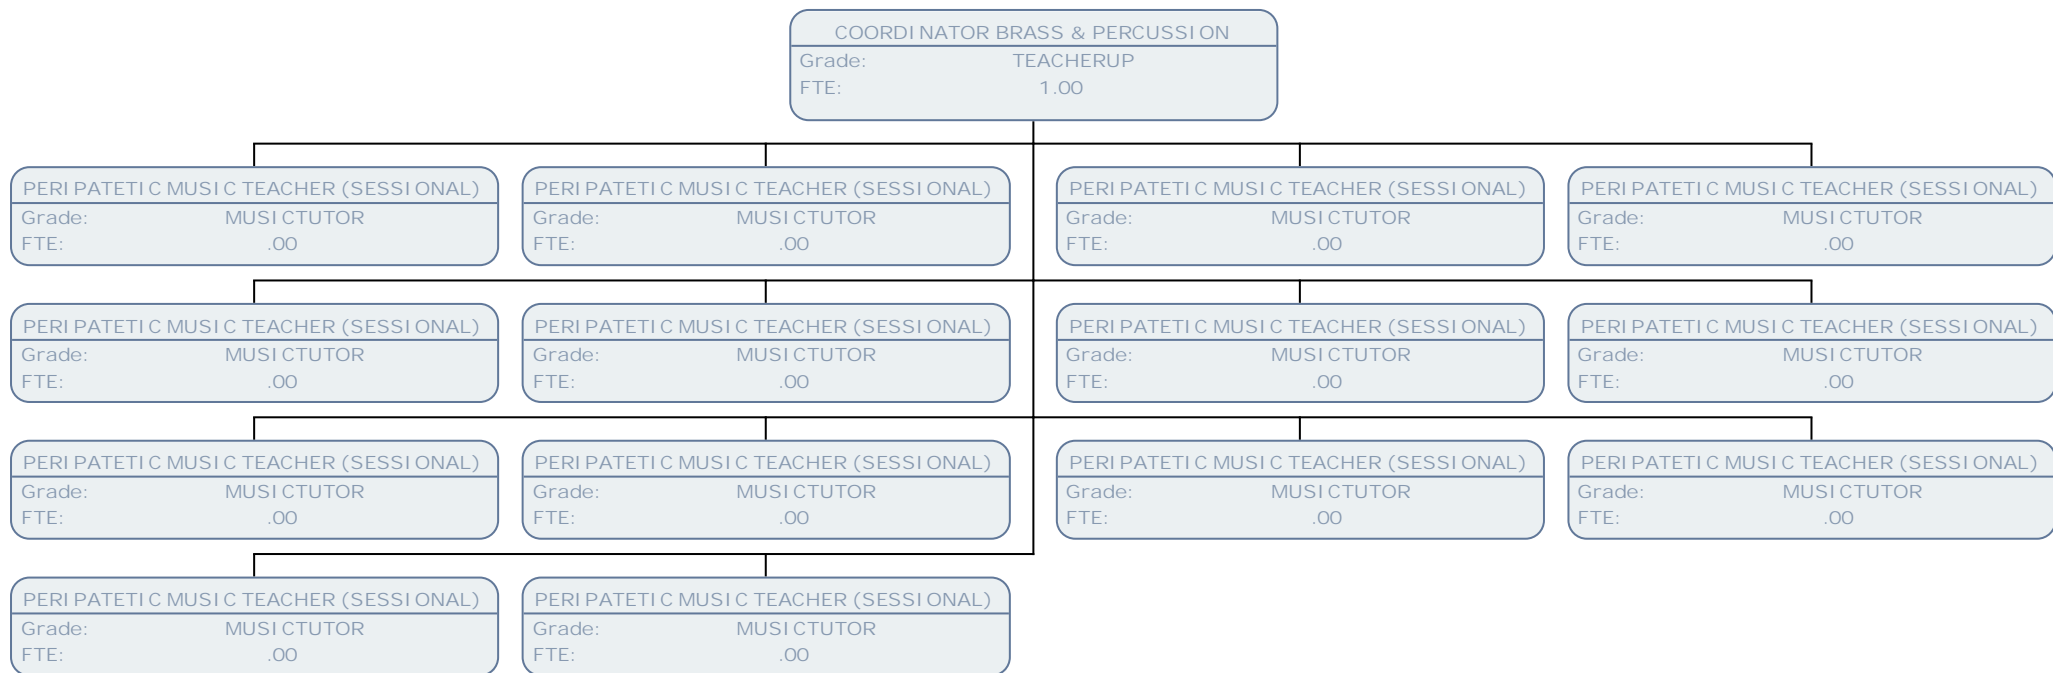 COORDINATOR BRASS & PERCUSSION
Grade: TEACHERUP
FTE: 1.00
PERIPATETIC MUSIC TEACHER (SESSIONAL) PERIPATETIC MUSIC TEACHER (SESSIONAL) PERIPATETIC MUSIC TEACHER (SESSIONAL) PERIPATETIC MUSIC TEACHER (SESSIONAL)
Grade: MUSICTUTOR Grade: MUSICTUTOR Grade: MUSICTUTOR Grade: MUSICTUTOR
FTE: .00 FTE: .00 FTE: .00 FTE: .00
PERIPATETIC MUSIC TEACHER (SESSIONAL) PERIPATETIC MUSIC TEACHER (SESSIONAL) PERIPATETIC MUSIC TEACHER (SESSIONAL) PERIPATETIC MUSIC TEACHER (SESSIONAL)
Grade: MUSICTUTOR Grade: MUSICTUTOR Grade: MUSICTUTOR Grade: MUSICTUTOR
FTE: .00 FTE: .00 FTE: .00 FTE: .00
PERIPATETIC MUSIC TEACHER (SESSIONAL) PERIPATETIC MUSIC TEACHER (SESSIONAL) PERIPATETIC MUSIC TEACHER (SESSIONAL) PERIPATETIC MUSIC TEACHER (SESSIONAL)
Grade: MUSICTUTOR Grade: MUSICTUTOR Grade: MUSICTUTOR Grade: MUSICTUTOR
FTE: .00 FTE: .00 FTE: .00 FTE: .00
PERIPATETIC MUSIC TEACHER (SESSIONAL) PERIPATETIC MUSIC TEACHER (SESSIONAL)
Grade: MUSICTUTOR Grade: MUSICTUTOR
FTE: .00 FTE: .00